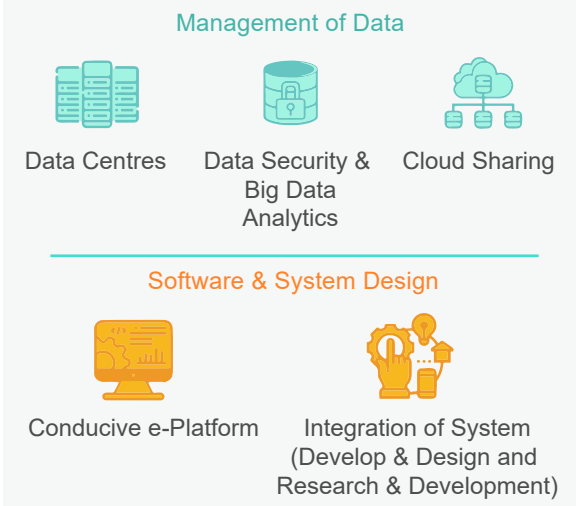 Management of Data
Data Centres
Data Security &
Big Data
Analytics
Cloud Sharing
Software & System Design
</>
Conducive e-Platform
Integration of System
(Develop & Design and
Research & Development)